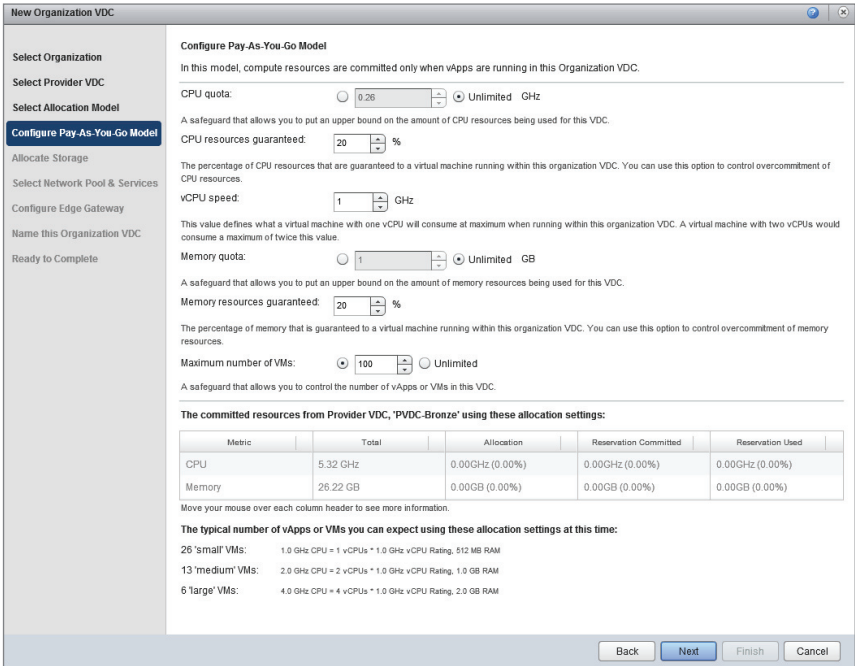 New Organization VDC
Select Organization
Select Provider VDC
Select Allocation Model
Configure Pay-As-You-Go Model
Allocate Storage
Select Network Pool & Services
Configure Edge Gateway
Name this Organization VDC
Ready to Complete
Configure Pay-As-You-Go Model
In this model, compute resources are committed only when vApps are running in this Organization VDC.
CPU quota: 0.26 Unlimited GHz
A safeguard that allows you to put an upper bound on the amount of CPU resources being used for this VDC.
CPU resources guaranteed: 20 %
The percentage of CPU resources that are guaranteed to a virtual machine running within this organization VDC. You can use this option to control overcommitment of
CPU resources.
vCPU speed: 1 GHz
This value defines what a virtual machine with one vCPU will consume at maximum when running within this organization VDC. A virtual machine with two vCPUs would
consume a maximum of twice this value.
Memory quota: 1 Unlimited GB
A safeguard that allows you to put an upper bound on the amount of memory resources being used for this VDC.
Memory resources guaranteed: 20 %
The percentage of memory that is guaranteed to a virtual machine running within this organization VDC. You can use this option to control overcommitment of memory
resources.
Maximum number of VMs: 100 Unlimited
A safeguard that allows you to control the number of vApps or VMs in this VDC.
The committed resources from Provider VDC, 'PVDC-Bronze' using these allocation settings:
Metric Total Allocation Reservation Committed Reservation Used
CPU 5.32 GHz 0.00GHz (0.00%) 0.00GHz (0.00%) 0.00GHz (0.00%)
Memory 26.22 GB 0.00GB (0.00%) 0.00GB (0.00%) 0.00GB (0.00%)
Move your mouse over each column header to see more information.
The typical number of vApps or VMs you can expect using these allocation settings at this time:
26 'small' VMs: 1.0 GHz CPU = 1 vCPUs * 1.0 GHz vCPU Rating, 512 MB RAM
13 'medium' VMs: 2.0 GHz CPU = 2 vCPUs * 1.0 GHz vCPU Rating, 1.0 GB RAM
6 'large' VMs: 4.0 GHz CPU = 4 vCPUs * 1.0 GHz vCPU Rating, 2.0 GB RAM
Back Next Finish Cancel